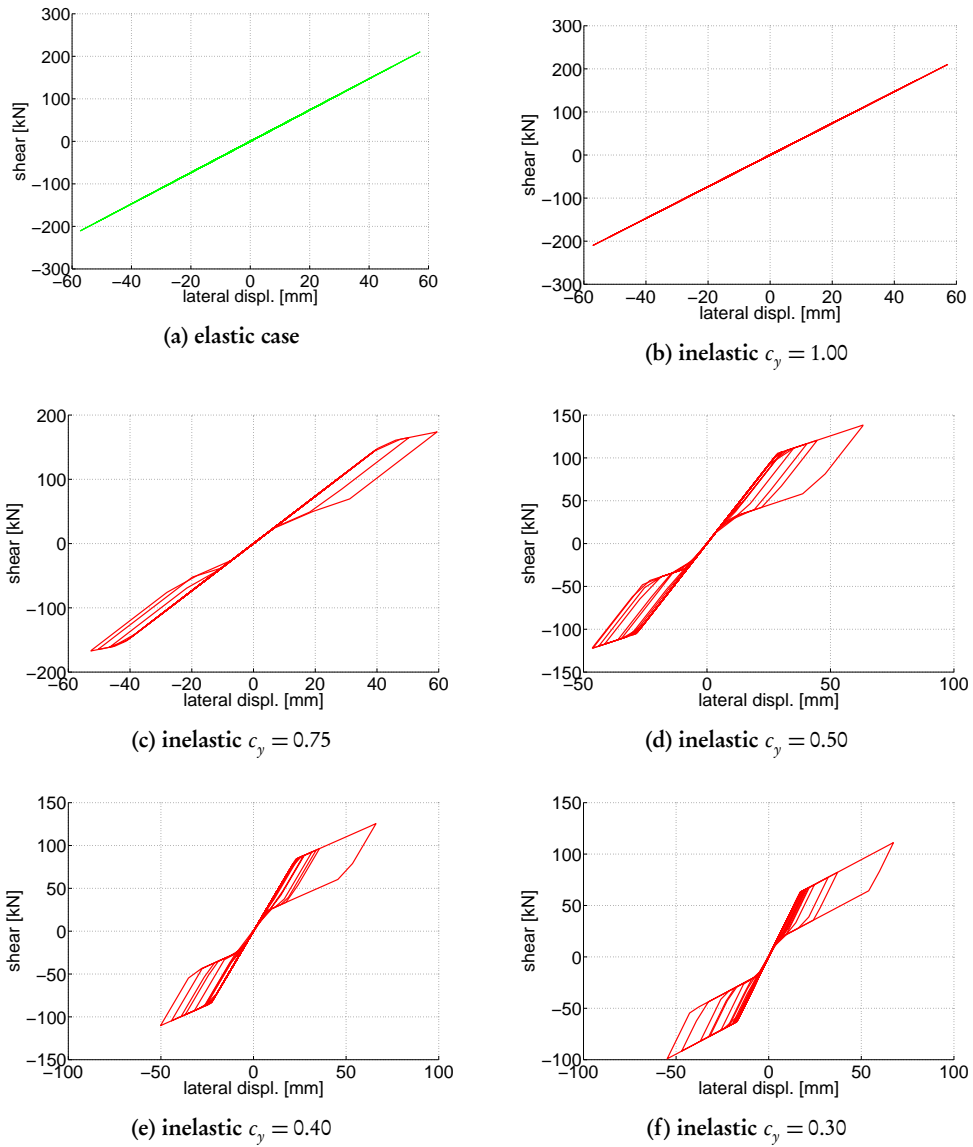 300
200
100
0
−100
−200
−300
−60 −40 −20 0 20 40 60
shear [kN]
lateral displ. [mm]
(a) elastic case
300
200
100
0
−100
−200
−300
−60 −40 −20 0 20 40 60
shear [kN]
lateral displ. [mm]
(b) inelastic c_y = 1.00
200
100
0
−100
−200
−60 −40 −20 0 20 40 60
shear [kN]
lateral displ. [mm]
(c) inelastic c_y = 0.75
150
100
50
0
−50
−100
−150
−50 0 50 100
shear [kN]
lateral displ. [mm]
(d) inelastic c_y = 0.50
150
100
50
0
−50
−100
−150
−100 −50 0 50 100
shear [kN]
lateral displ. [mm]
(e) inelastic c_y = 0.40
150
100
50
0
−50
−100
−100 −50 0 50 100
shear [kN]
lateral displ. [mm]
(f) inelastic c_y = 0.30